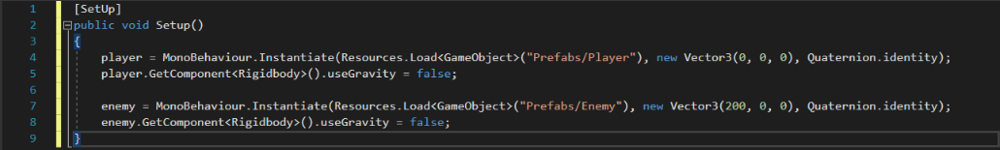 1 [SetUp]
2 public void Setup()
3 {
4 player = MonoBehaviour.Instantiate(Resources.Load<GameObject>("Prefabs/Player"), new Vector3(0, 0, 0), Quaternion.identity);
5 player.GetComponent<Rigidbody>().useGravity = false;
6
7 enemy = MonoBehaviour.Instantiate(Resources.Load<GameObject>("Prefabs/Enemy"), new Vector3(200, 0, 0), Quaternion.identity);
8 enemy.GetComponent<Rigidbody>().useGravity = false;
9 }